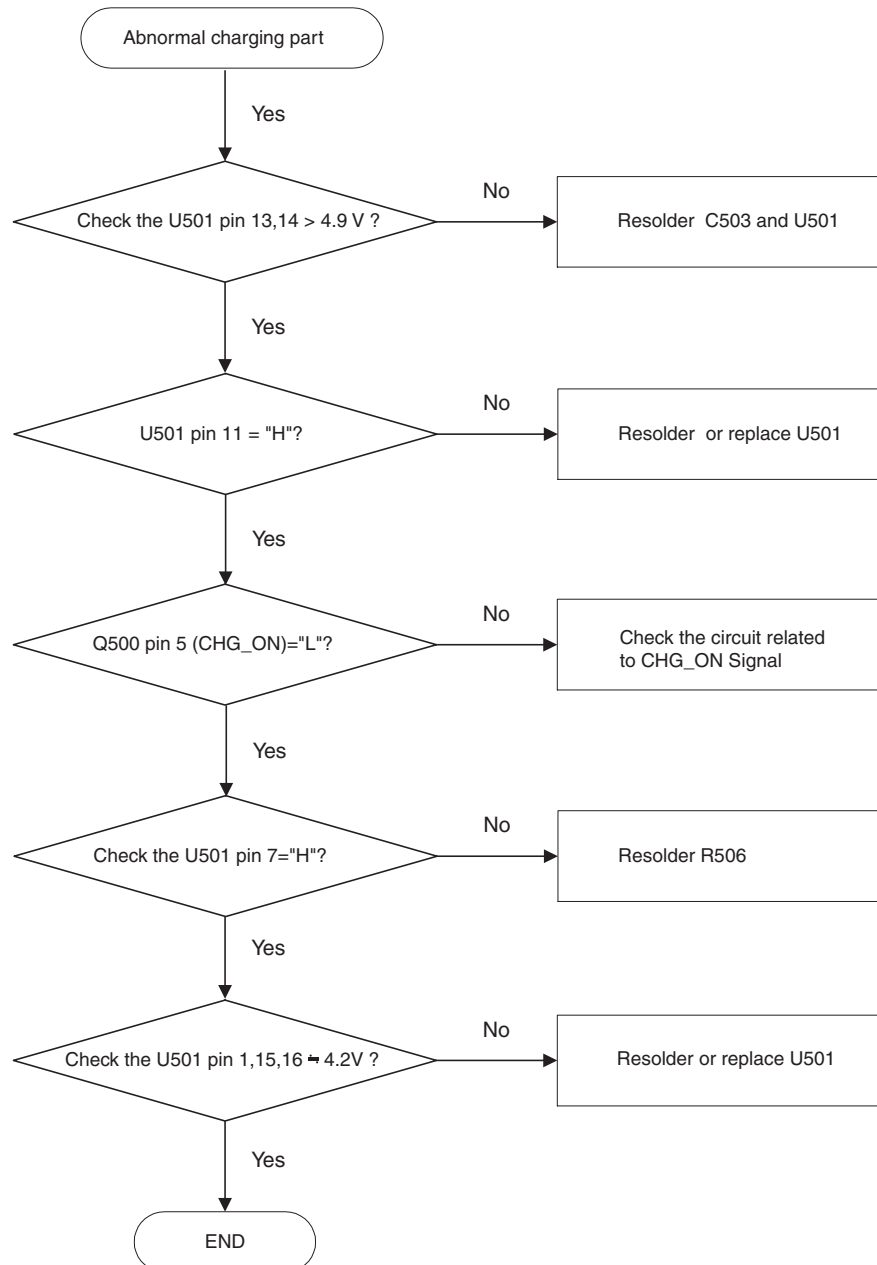 Abnormal charging part
Yes
Check the U501 pin 13,14 > 4.9 V ?
No
Resolder C503 and U501
Yes
U501 pin 11 = "H"?
No
Resolder or replace U501
Yes
Q500 pin 5 (CHG_ON)="L"?
No
Check the circuit related
to CHG_ON Signal
Yes
Check the U501 pin 7="H"?
No
Resolder R506
Yes
Check the U501 pin 1,15,16 ≒ 4.2V ?
No
Resolder or replace U501
Yes
END